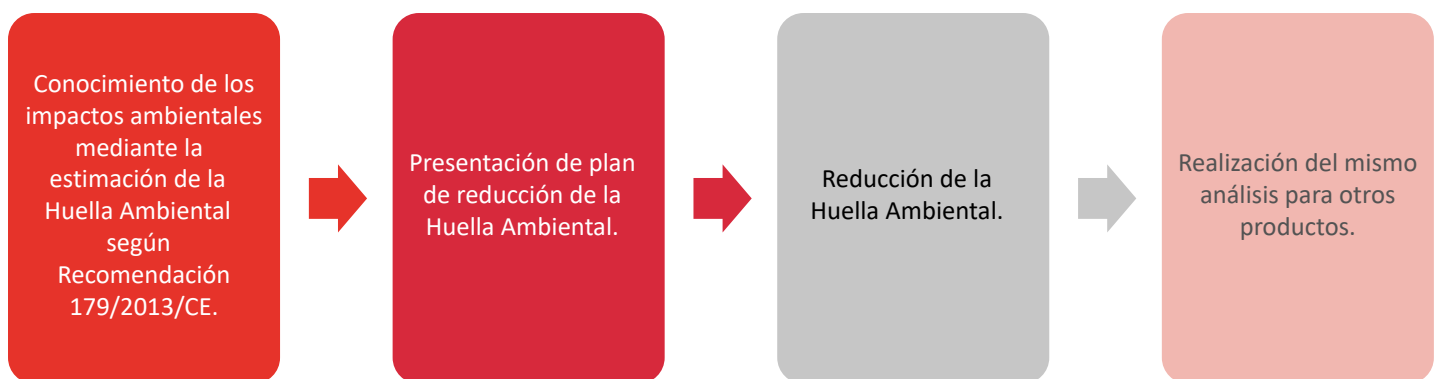 Conocimiento de los
impactos ambientales
mediante la
estimación de la
Huella Ambiental
según
Recomendación
179/2013/CE.
Presentación de plan
de reducción de la
Huella Ambiental.
Reducción de la
Huella Ambiental.
Realización del mismo
análisis para otros
productos.